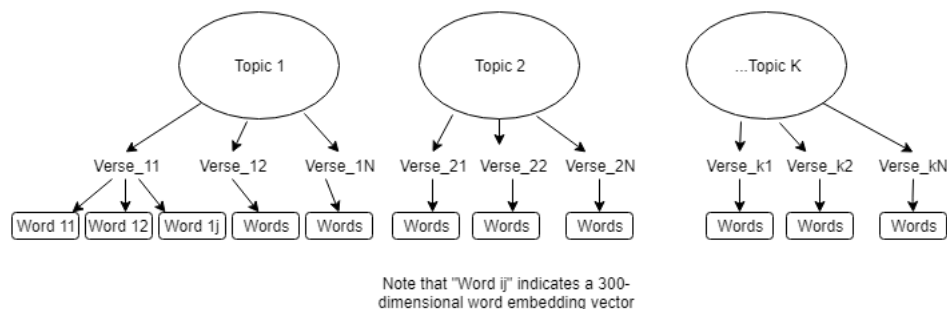 Topic 1
Topic 2
...Topic K
Verse_11
Verse_12
Verse_1N
Verse_21
Verse_22
Verse_2N
Verse_k1
Verse_k2
Verse_kN
Word 11
Word 12
Word 1j
Words
Words
Words
Words
Words
Words
Words
Words
Note that "Word ij" indicates a 300-
dimensional word embedding vector